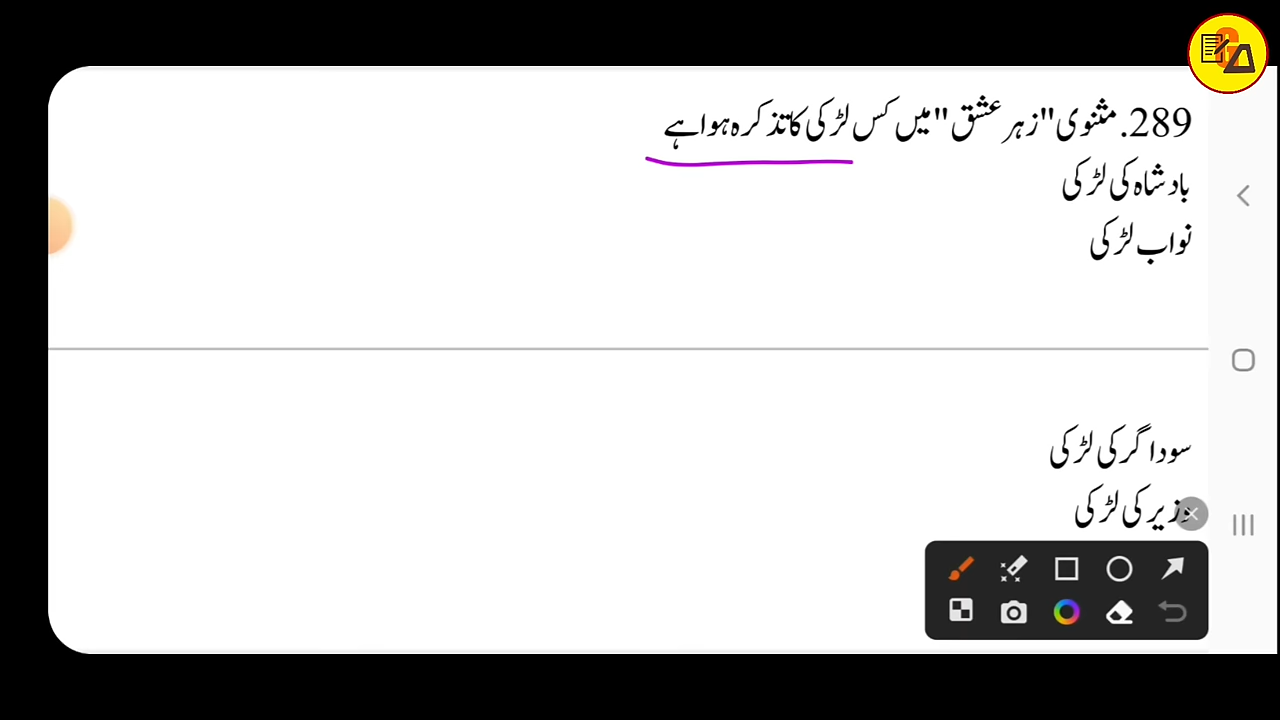 289. مثنوی "زہر عشق" میں کس لڑکی کا تذکرہ ہوا ہے
بادشاہ کی لڑکی
نواب لڑکی
سوداگر کی لڑکی
وزیر کی لڑکی